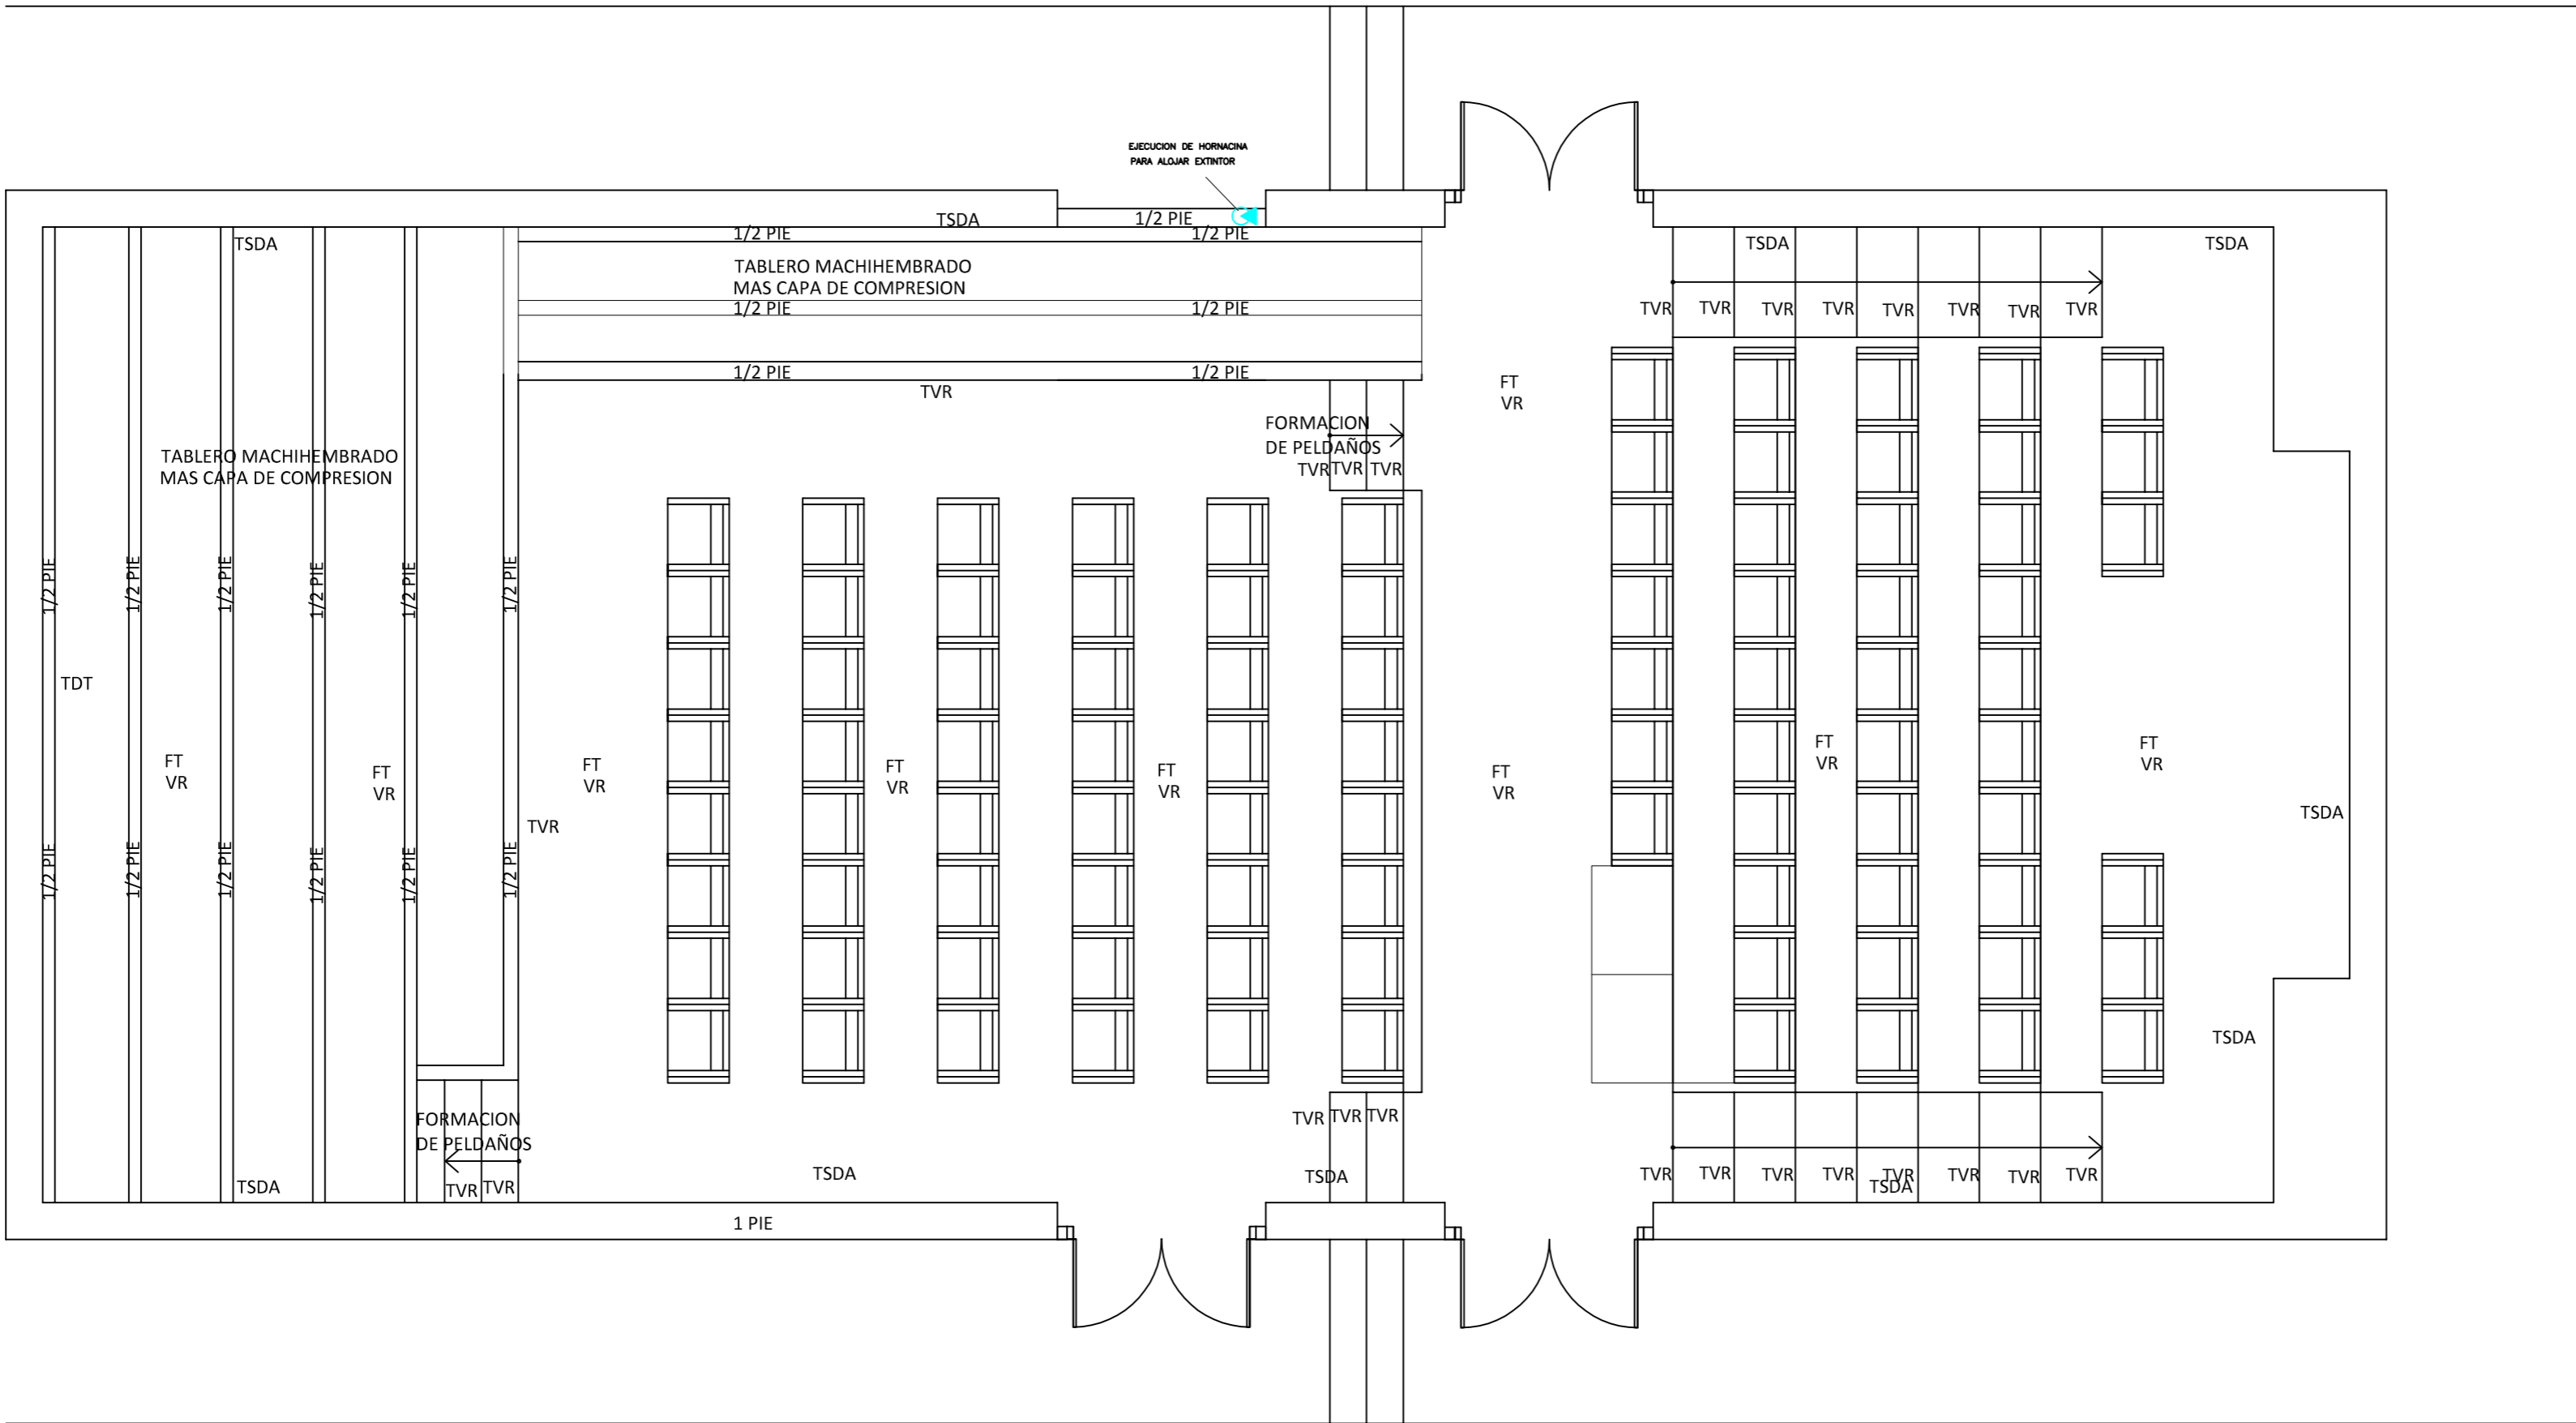 EJECUCION DE HORNACINA
PARA ALOJAR EXTINTOR
TSDA
1/2 PIE
TSDA
1/2 PIE
1/2 PIE
TSDA
TSDA
TABLERO MACHIHEMBRADO
MAS CAPA DE COMPRESION
1/2 PIE
1/2 PIE
TVR
TVR
TVR
TVR
TVR
TVR
TVR
TVR
1/2 PIE
1/2 PIE
TVR
FT
VR
FORMACION
DE PELDAÑOS
TVR
TVR
TVR
TABLERO MACHIHEMBRADO
MAS CAPA DE COMPRESION
1/2 PIE
1/2 PIE
1/2 PIE
1/2 PIE
1/2 PIE
1/2 PIE
TDT
FT
VR
FT
VR
FT
VR
FT
VR
FT
VR
FT
VR
FT
VR
FT
VR
TVR
TSDA
1/2 PIE
1/2 PIE
1/2 PIE
1/2 PIE
1/2 PIE
1/2 PIE
TSDA
FORMACION
DE PELDAÑOS
TVR
TVR
TVR
TVR
TVR
TSDA
TSDA
TSDA
TVR
TVR
TVR
TVR
TVR
TVR
TVR
TVR
TSDA
1 PIE